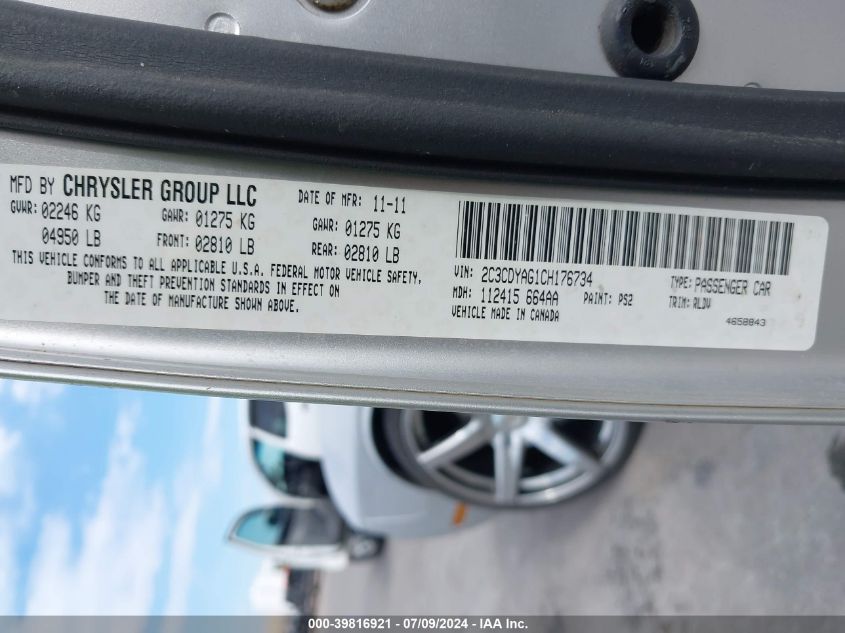 MFD BY CHRYSLER GROUP LLC DATE OF MFR: 11-11
GVWR: 02246 KG GAWR: 01275 KG GAWR: 01275 KG
04950 LB FRONT: 02810 LB REAR: 02810 LB
THIS VEHICLE CONFORMS TO ALL APPLICABLE U.S.A. FEDERAL MOTOR VEHICLE SAFETY,
BUMPER AND THEFT PREVENTION STANDARDS IN EFFECT ON
THE DATE OF MANUFACTURE SHOWN ABOVE.
VIN: 2C3CDYAG1CH176734 TYPE: PASSENGER CAR
MDH: 112415 664AA PAINT: PS2 TRIM: RLDV
VEHICLE MADE IN CANADA 4658843
000-39816921 - 07/09/2024 - IAA Inc.